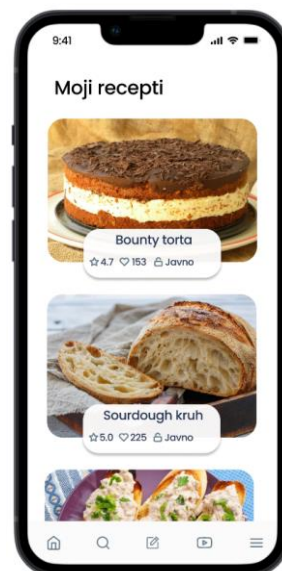 9:41
Moji recepti
Bounty torta
4.7 153 Javno
Sourdough kruh
5.0 225 Javno